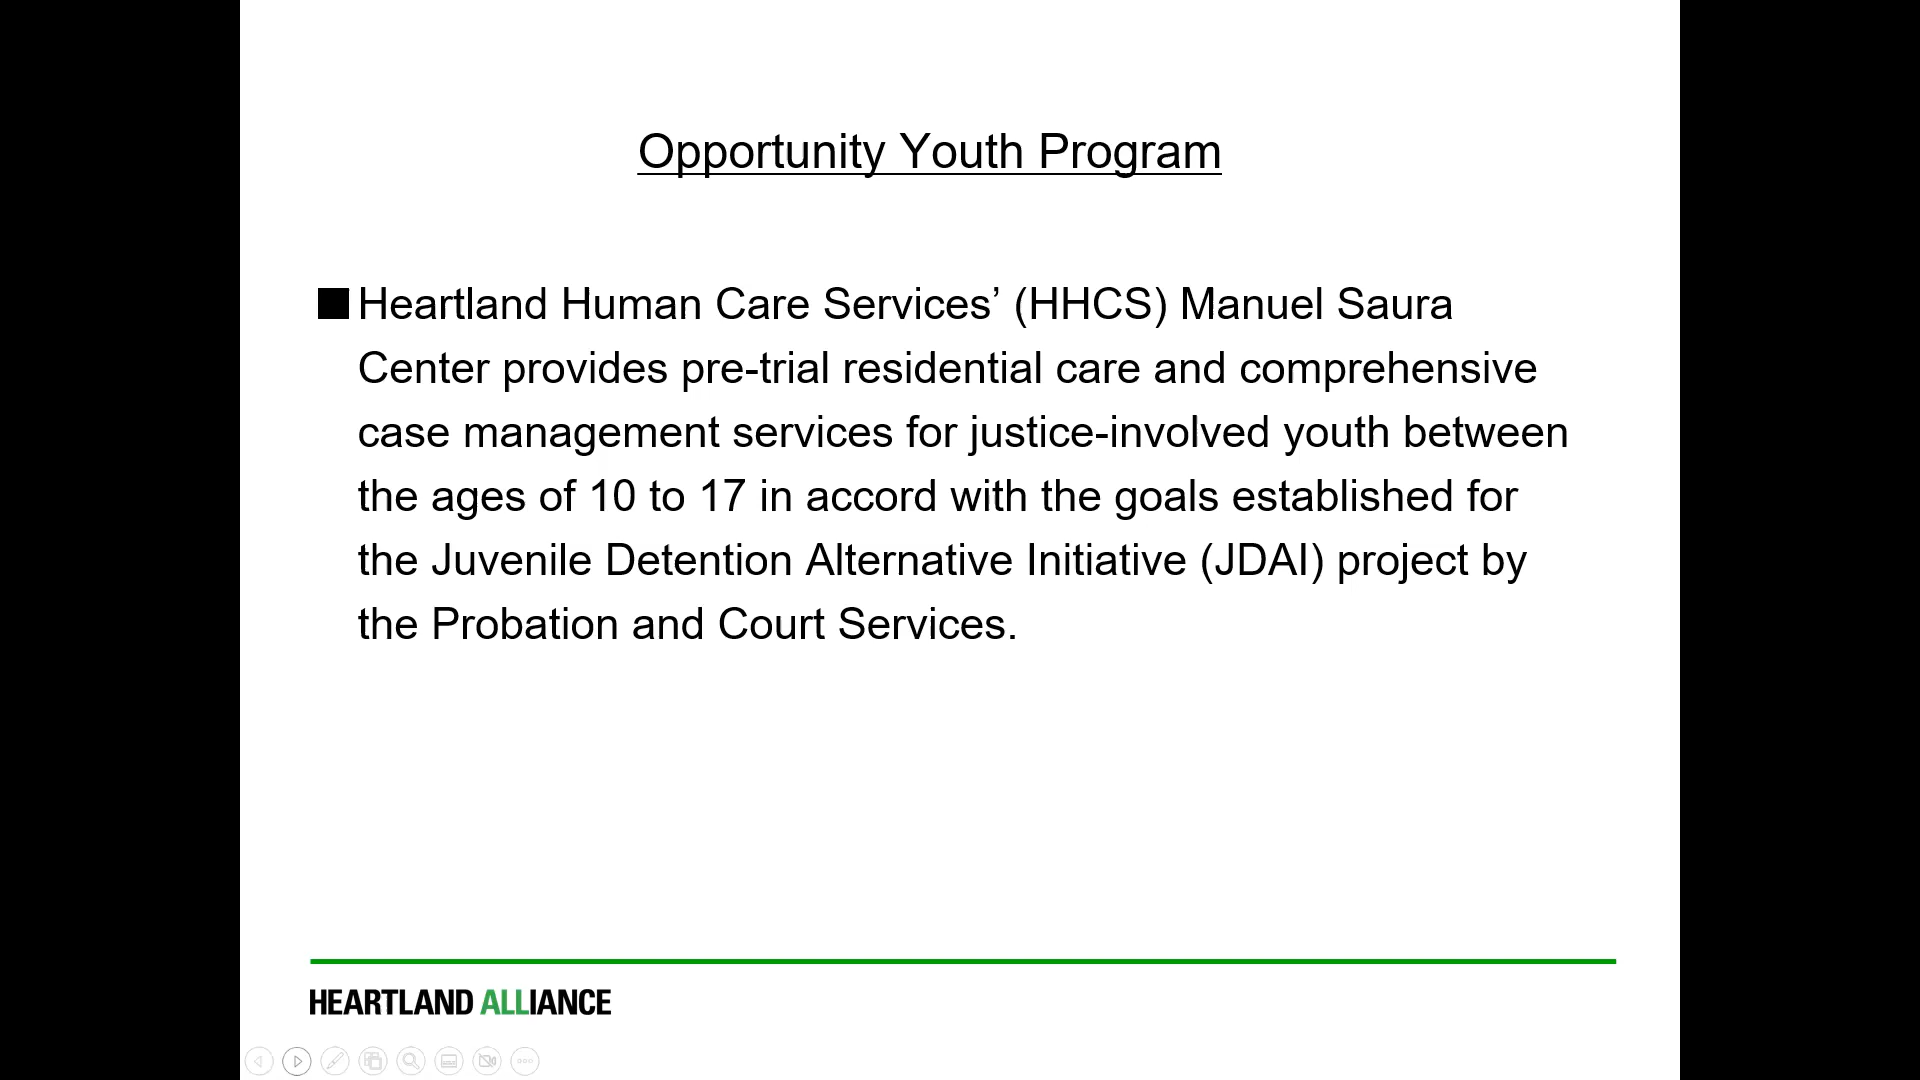 Opportunity Youth Program
Heartland Human Care Services’ (HHCS) Manuel Saura
Center provides pre-trial residential care and comprehensive
case management services for justice-involved youth between
the ages of 10 to 17 in accord with the goals established for
the Juvenile Detention Alternative Initiative (JDAI) project by
the Probation and Court Services.
HEARTLAND ALLIANCE